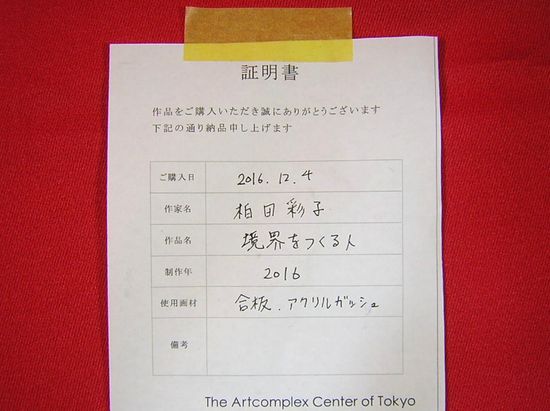 証明書
作品をご購入いただき誠にありがとうございます
下記の通り納品申し上げます
ご購入日 2016.12.4
作家名 柏田彩子
作品名 境界をつくる人
制作年 2016
使用画材 合板.アクリルガッシュ
備考
The Artcomplex Center of Tokyo